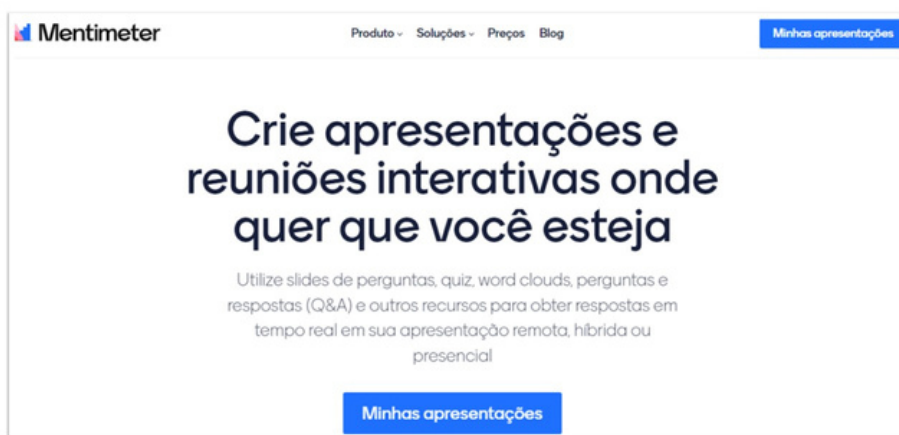 Mentimeter
Produto Soluções Preços Blog
Minhas apresentações
Crie apresentações e
reuniões interativas onde
quer que você esteja
Utilize slides de perguntas, quiz, word clouds, perguntas e
respostas (Q&A) e outros recursos para obter respostas em
tempo real em sua apresentação remota, híbrida ou
presencial
Minhas apresentações